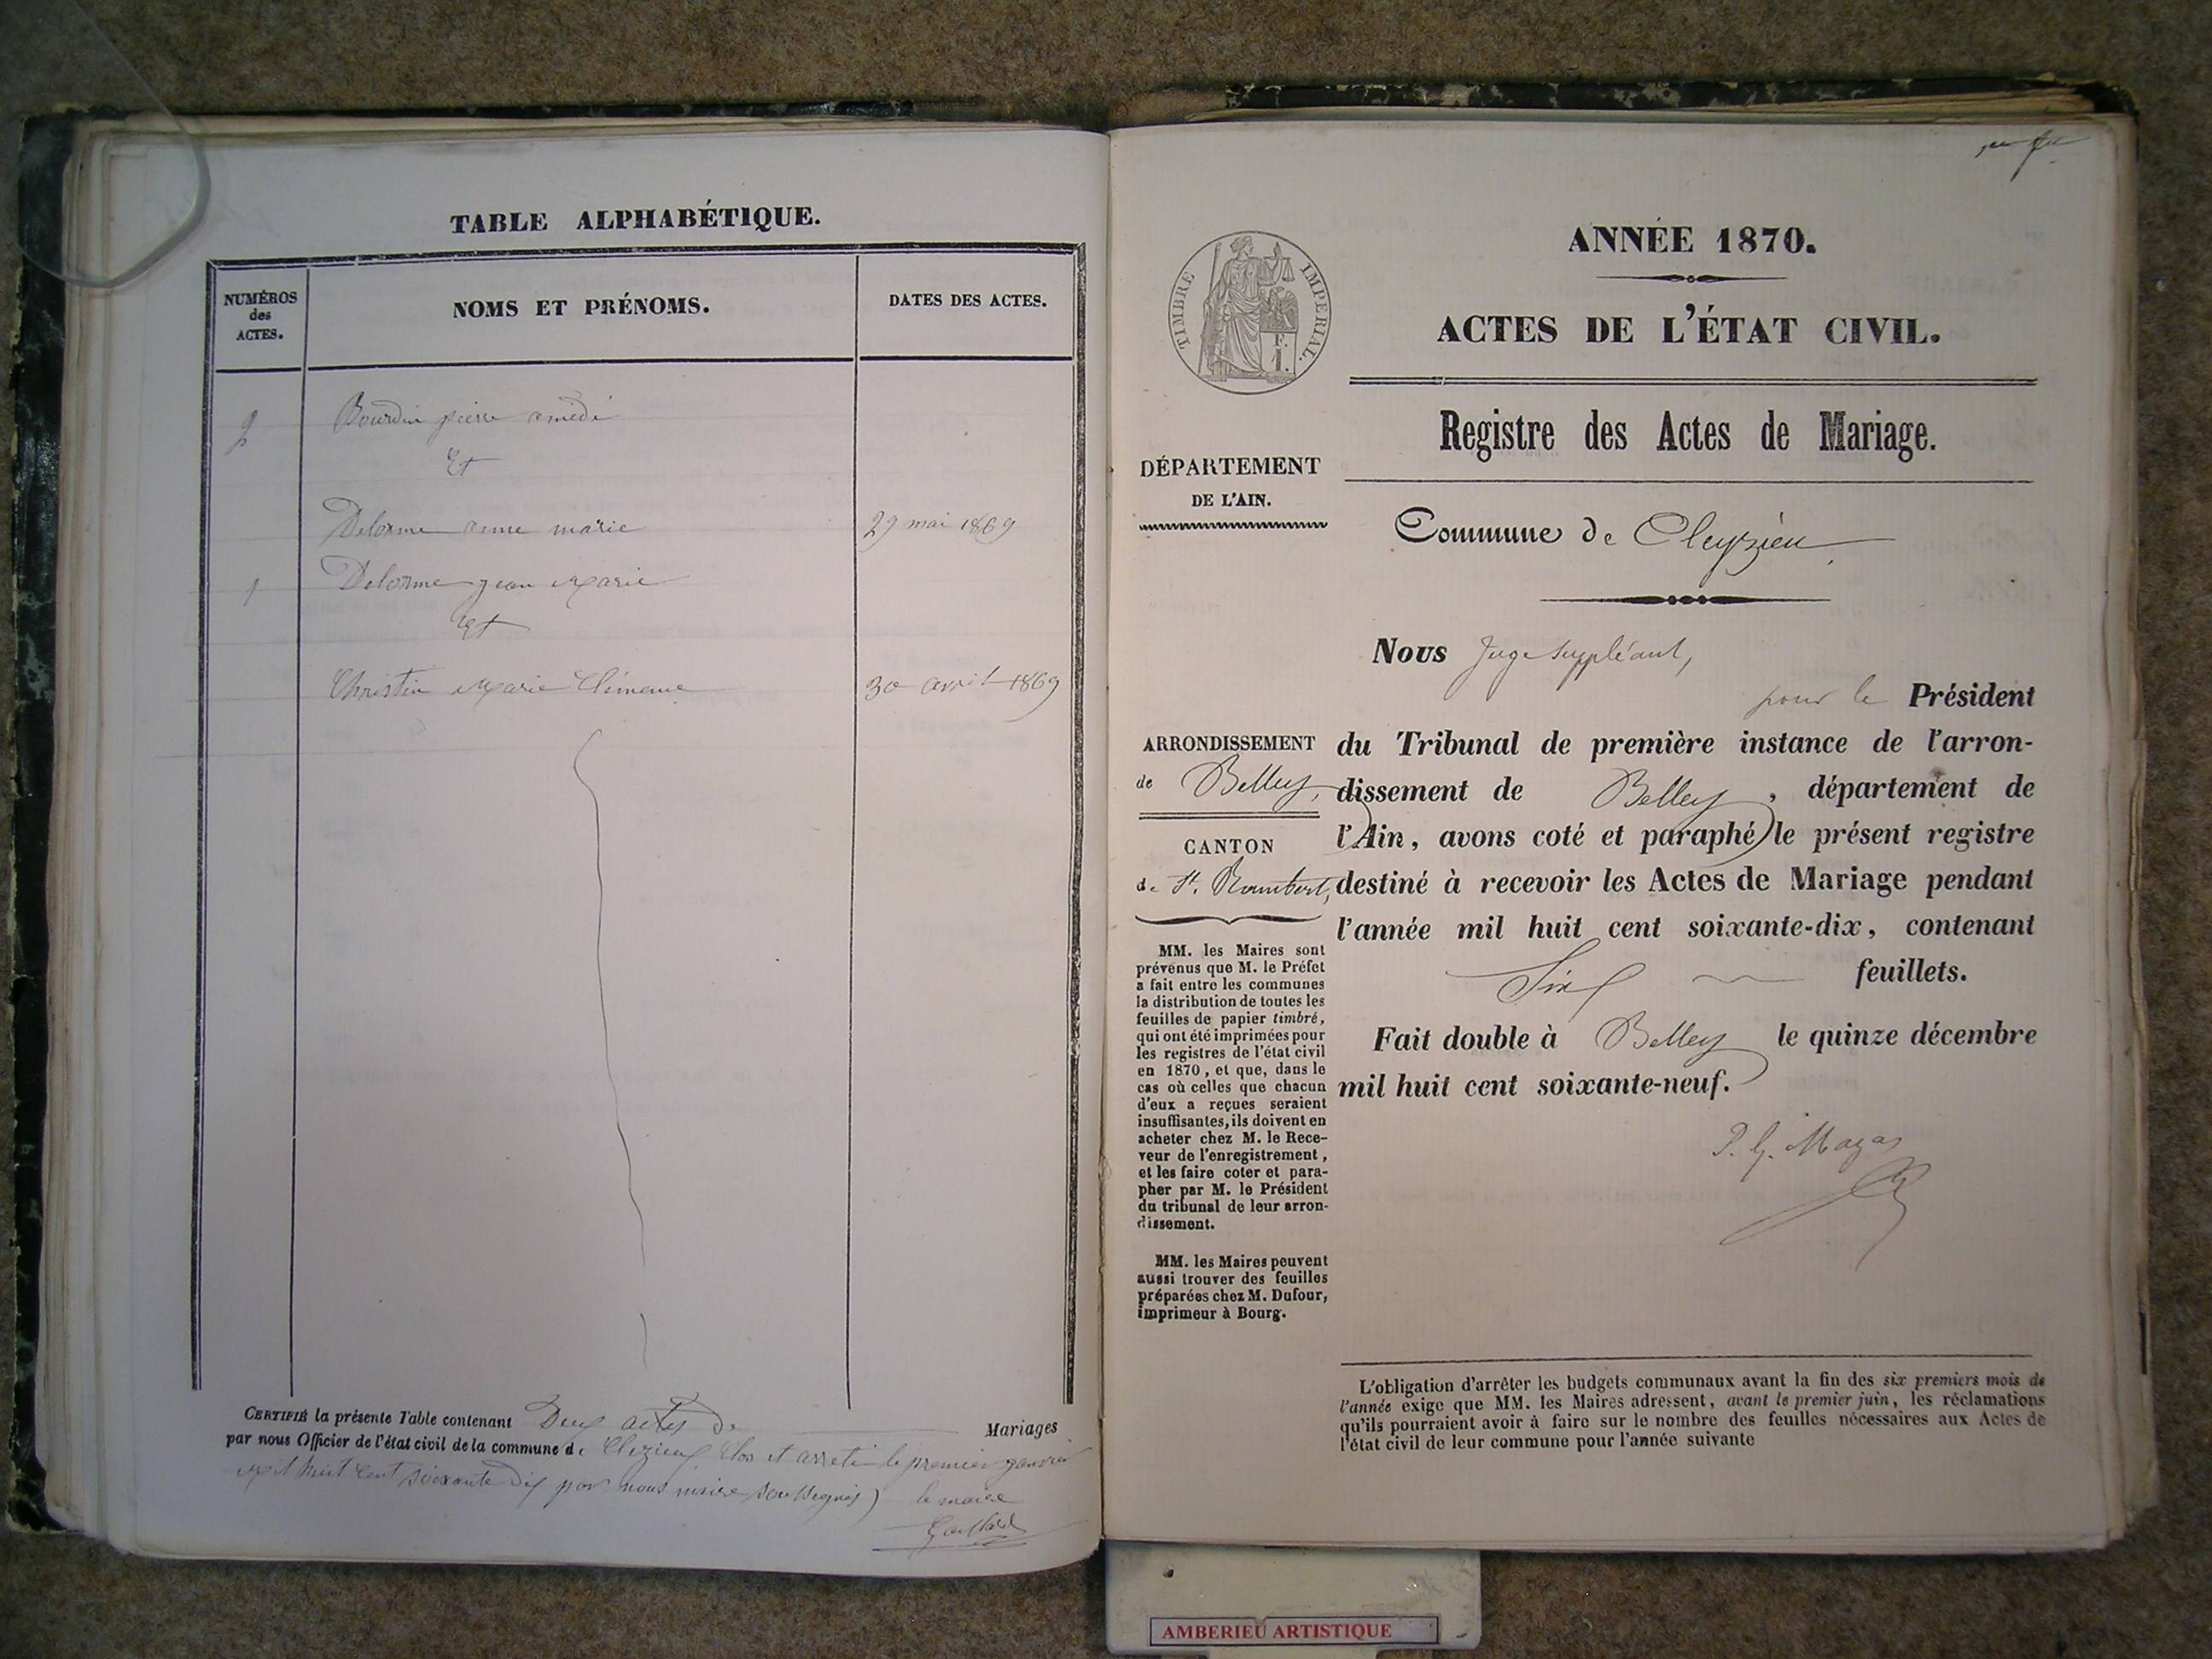 TABLE ALPHABÉTIQUE.
NUMÉROS
des
ACTES.
NOMS ET PRÉNOMS.
DATES DES ACTES.
2 Bourdin pierre amédé
Et
Delorme anne marie 29 mai 1869
1 Delorme jean Marie
Et
Christin Marie Clémence 30 avril 1869
CERTIFIÉ la présente Table contenant Deux actes de Mariages
par nous Officier de l'état civil de la commune de Clezieu Clos et arreté le premier janvier
Mil huit Cent soixante Dix par nous maire soussignés le maire
ANNÉE 1870.
ACTES DE L'ÉTAT CIVIL.
Registre des Actes de Mariage.
Commune de Cleyzieu
TIMBRE IMPERIAL.
F.
1.
DÉPARTEMENT
DE L'AIN.
ARRONDISSEMENT
de Belley,
CANTON
de St. Rambert,
MM. les Maires sont
prévenus que M. le Préfet
a fait entre les communes
la distribution de toutes les
feuilles de papier timbré,
qui ont été imprimées pour
les registres de l'état civil
en 1870, et que, dans le
cas où celles que chacun
d'eux a reçues seraient
insuffisantes, ils doivent en
acheter chez M. le Rece-
veur de l'enregistrement,
et les faire coter et para-
pher par M. le Président
du tribunal de leur arron-
dissement.
MM. les Maires peuvent
aussi trouver des feuilles
préparées chez M. Dufour,
imprimeur à Bourg.
Nous Juge Suppléant,
pour le Président
du Tribunal de première instance de l'arron-
dissement de Belley, département de
l'Ain, avons coté et paraphé le présent registre
destiné à recevoir les Actes de Mariage pendant
l'année mil huit cent soixante-dix, contenant
Six feuillets.
Fait double à Belley le quinze décembre
mil huit cent soixante-neuf.
P. G. Mazas
L'obligation d'arrêter les budgets communaux avant la fin des six premiers mois de
l'année exige que MM. les Maires adressent, avant le premier juin, les réclamations
qu'ils pourraient avoir à faire sur le nombre des feuilles nécessaires aux Actes de
l'état civil de leur commune pour l'année suivante
AMBERIEU ARTISTIQUE